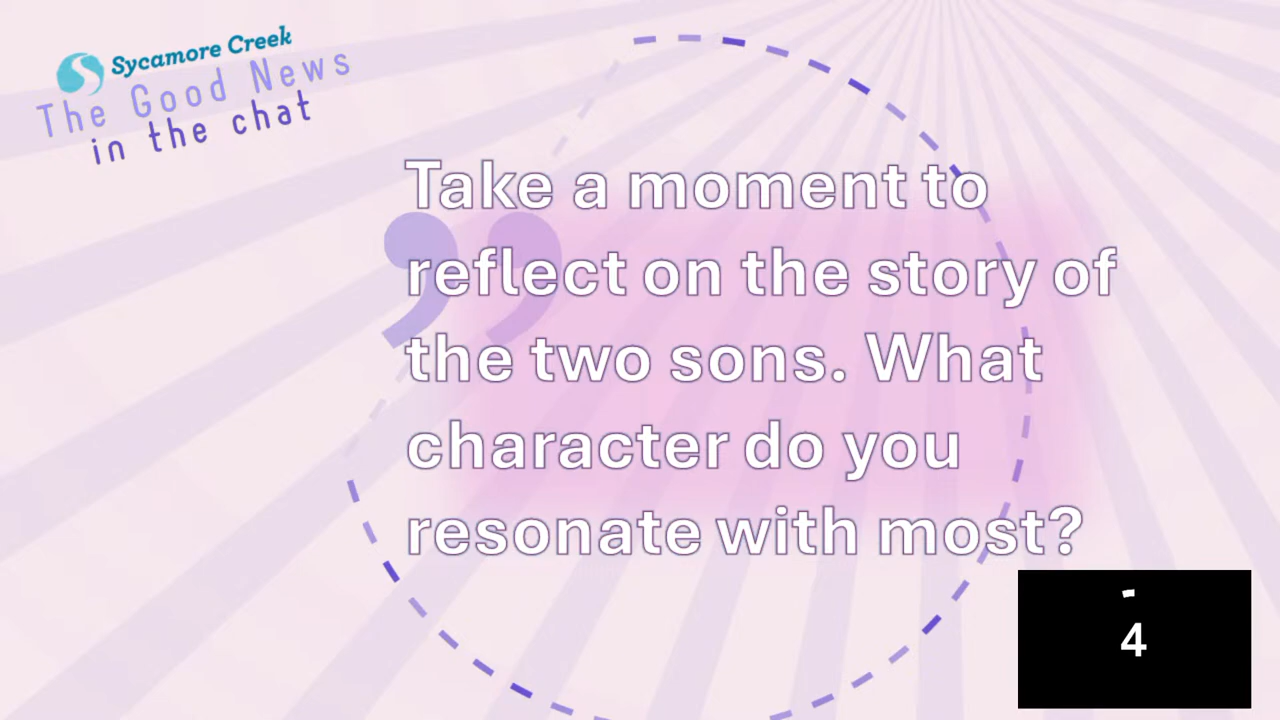 Sycamore Creek
The Good News
in the chat
Take a moment to
reflect on the story of
the two sons. What
character do you
resonate with most?
4